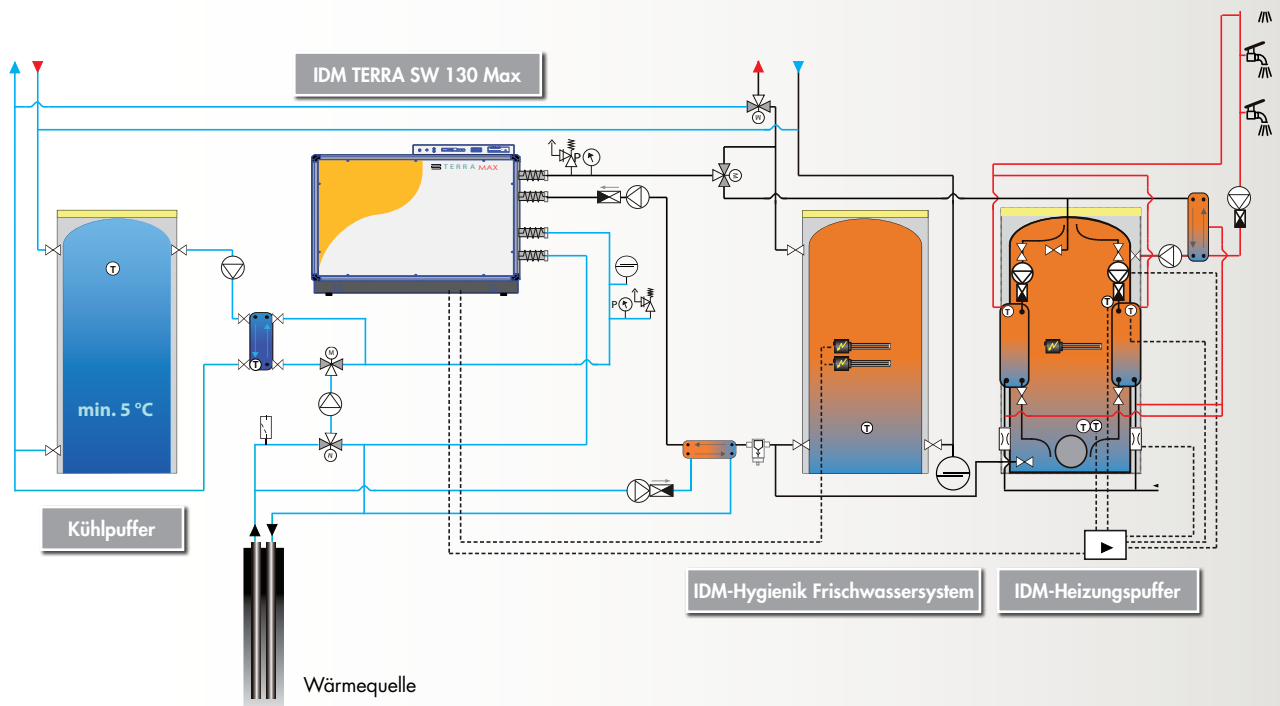 IDM TERRA SW 130 Max
TERRA MAX
P
M
M
T
T
T
T
P
M
T
min. 5 °C
M
T
T T
Kühlpuffer
IDM-Hygienik Frischwassersystem
IDM-Heizungspuffer
Wärmequelle